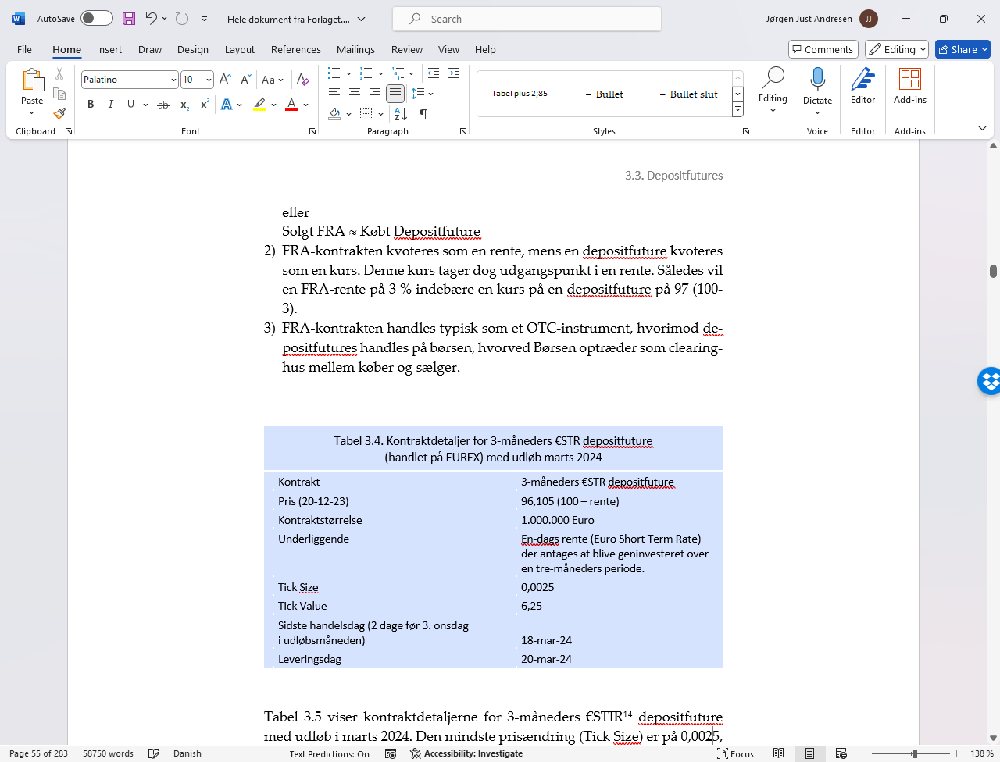 AutoSave
Hele dokument fra Forlaget....
Search
Jørgen Just Andresen
JJ
File Home Insert Draw Design Layout References Mailings Review View Help
Comments
Editing
Share
Paste
Clipboard
Palatino
10
Font
Paragraph
Tabel plus 2;85
– Bullet
– Bullet slut
Styles
Editing
Dictate
Voice
Editor
Editor
Add-ins
Add-ins
3.3. Depositfutures
eller
Solgt FRA ≈ Købt Depositfuture
2) FRA-kontrakten kvoteres som en rente, mens en depositfuture kvoteres
som en kurs. Denne kurs tager dog udgangspunkt i en rente. Således vil
en FRA-rente på 3 % indebære en kurs på en depositfuture på 97 (100-
3).
3) FRA-kontrakten handles typisk som et OTC-instrument, hvorimod de-
positfutures handles på børsen, hvorved Børsen optræder som clearing-
hus mellem køber og sælger.
Tabel 3.4. Kontraktdetaljer for 3-måneders €STR depositfuture
(handlet på EUREX) med udløb marts 2024
Kontrakt 3-måneders €STR depositfuture
Pris (20-12-23) 96,105 (100 – rente)
Kontraktstørrelse 1.000.000 Euro
Underliggende En-dags rente (Euro Short Term Rate)
der antages at blive geninvesteret over
en tre-måneders periode.
Tick Size 0,0025
Tick Value 6,25
Sidste handelsdag (2 dage før 3. onsdag
i udløbsmåneden) 18-mar-24
Leveringsdag 20-mar-24
Tabel 3.5 viser kontraktdetaljerne for 3-måneders €STIR¹⁴ depositfuture
med udløb i marts 2024. Den mindste prisændring (Tick Size) er på 0,0025,
Page 55 of 283 58750 words Danish Text Predictions: On Accessibility: Investigate Focus 138 %